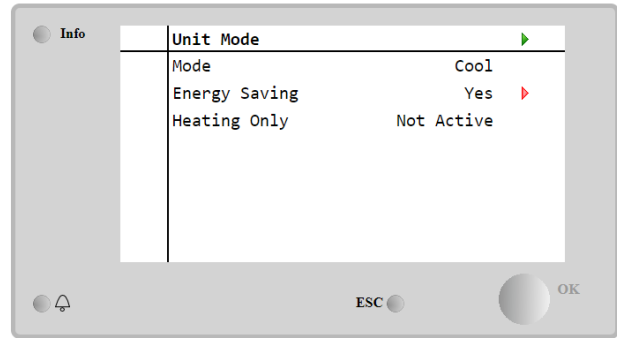 Info
Unit Mode
Mode Cool
Energy Saving Yes
Heating Only Not Active
ESC
OK